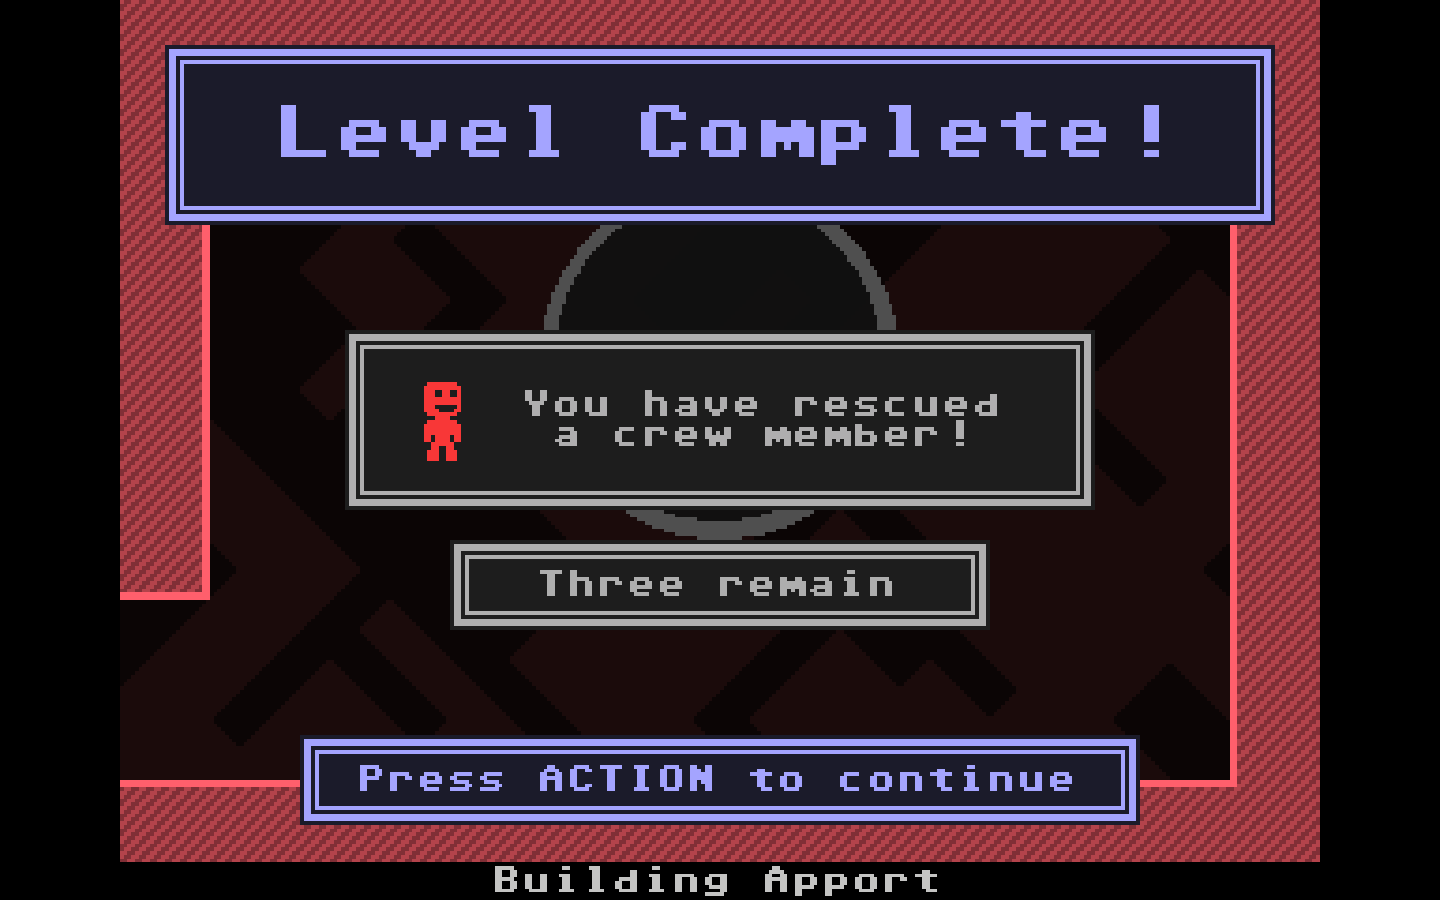 Level Complete!
You have rescued
a crew member!
Three remain
Press ACTION to continue
Building Apport